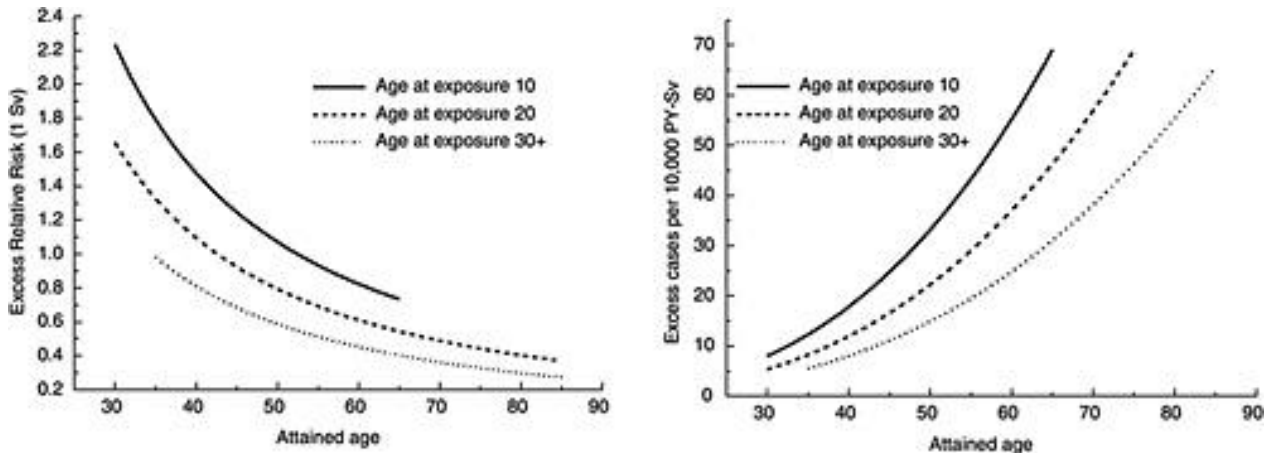 Excess Relative Risk (1 Sv)
2.4
2.2
2.0
1.8
1.6
1.4
1.2
1.0
0.8
0.6
0.4
0.2
Age at exposure 10
Age at exposure 20
Age at exposure 30+
30 40 50 60 70 80 90
Attained age
Excess cases per 10,000 PY-Sv
70
60
50
40
30
20
10
0
Age at exposure 10
Age at exposure 20
Age at exposure 30+
30 40 50 60 70 80 90
Attained age